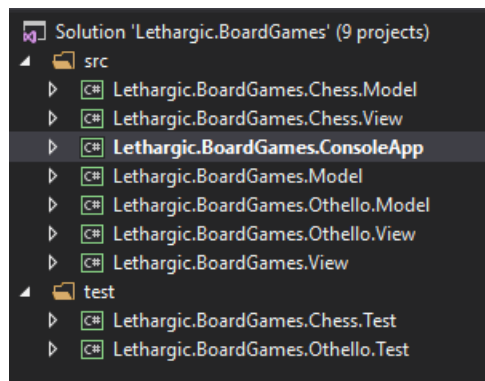 Solution 'Lethargic.BoardGames' (9 projects)
src
C# Lethargic.BoardGames.Chess.Model
C# Lethargic.BoardGames.Chess.View
C# Lethargic.BoardGames.ConsoleApp
C# Lethargic.BoardGames.Model
C# Lethargic.BoardGames.Othello.Model
C# Lethargic.BoardGames.Othello.View
C# Lethargic.BoardGames.View
test
C# Lethargic.BoardGames.Chess.Test
C# Lethargic.BoardGames.Othello.Test